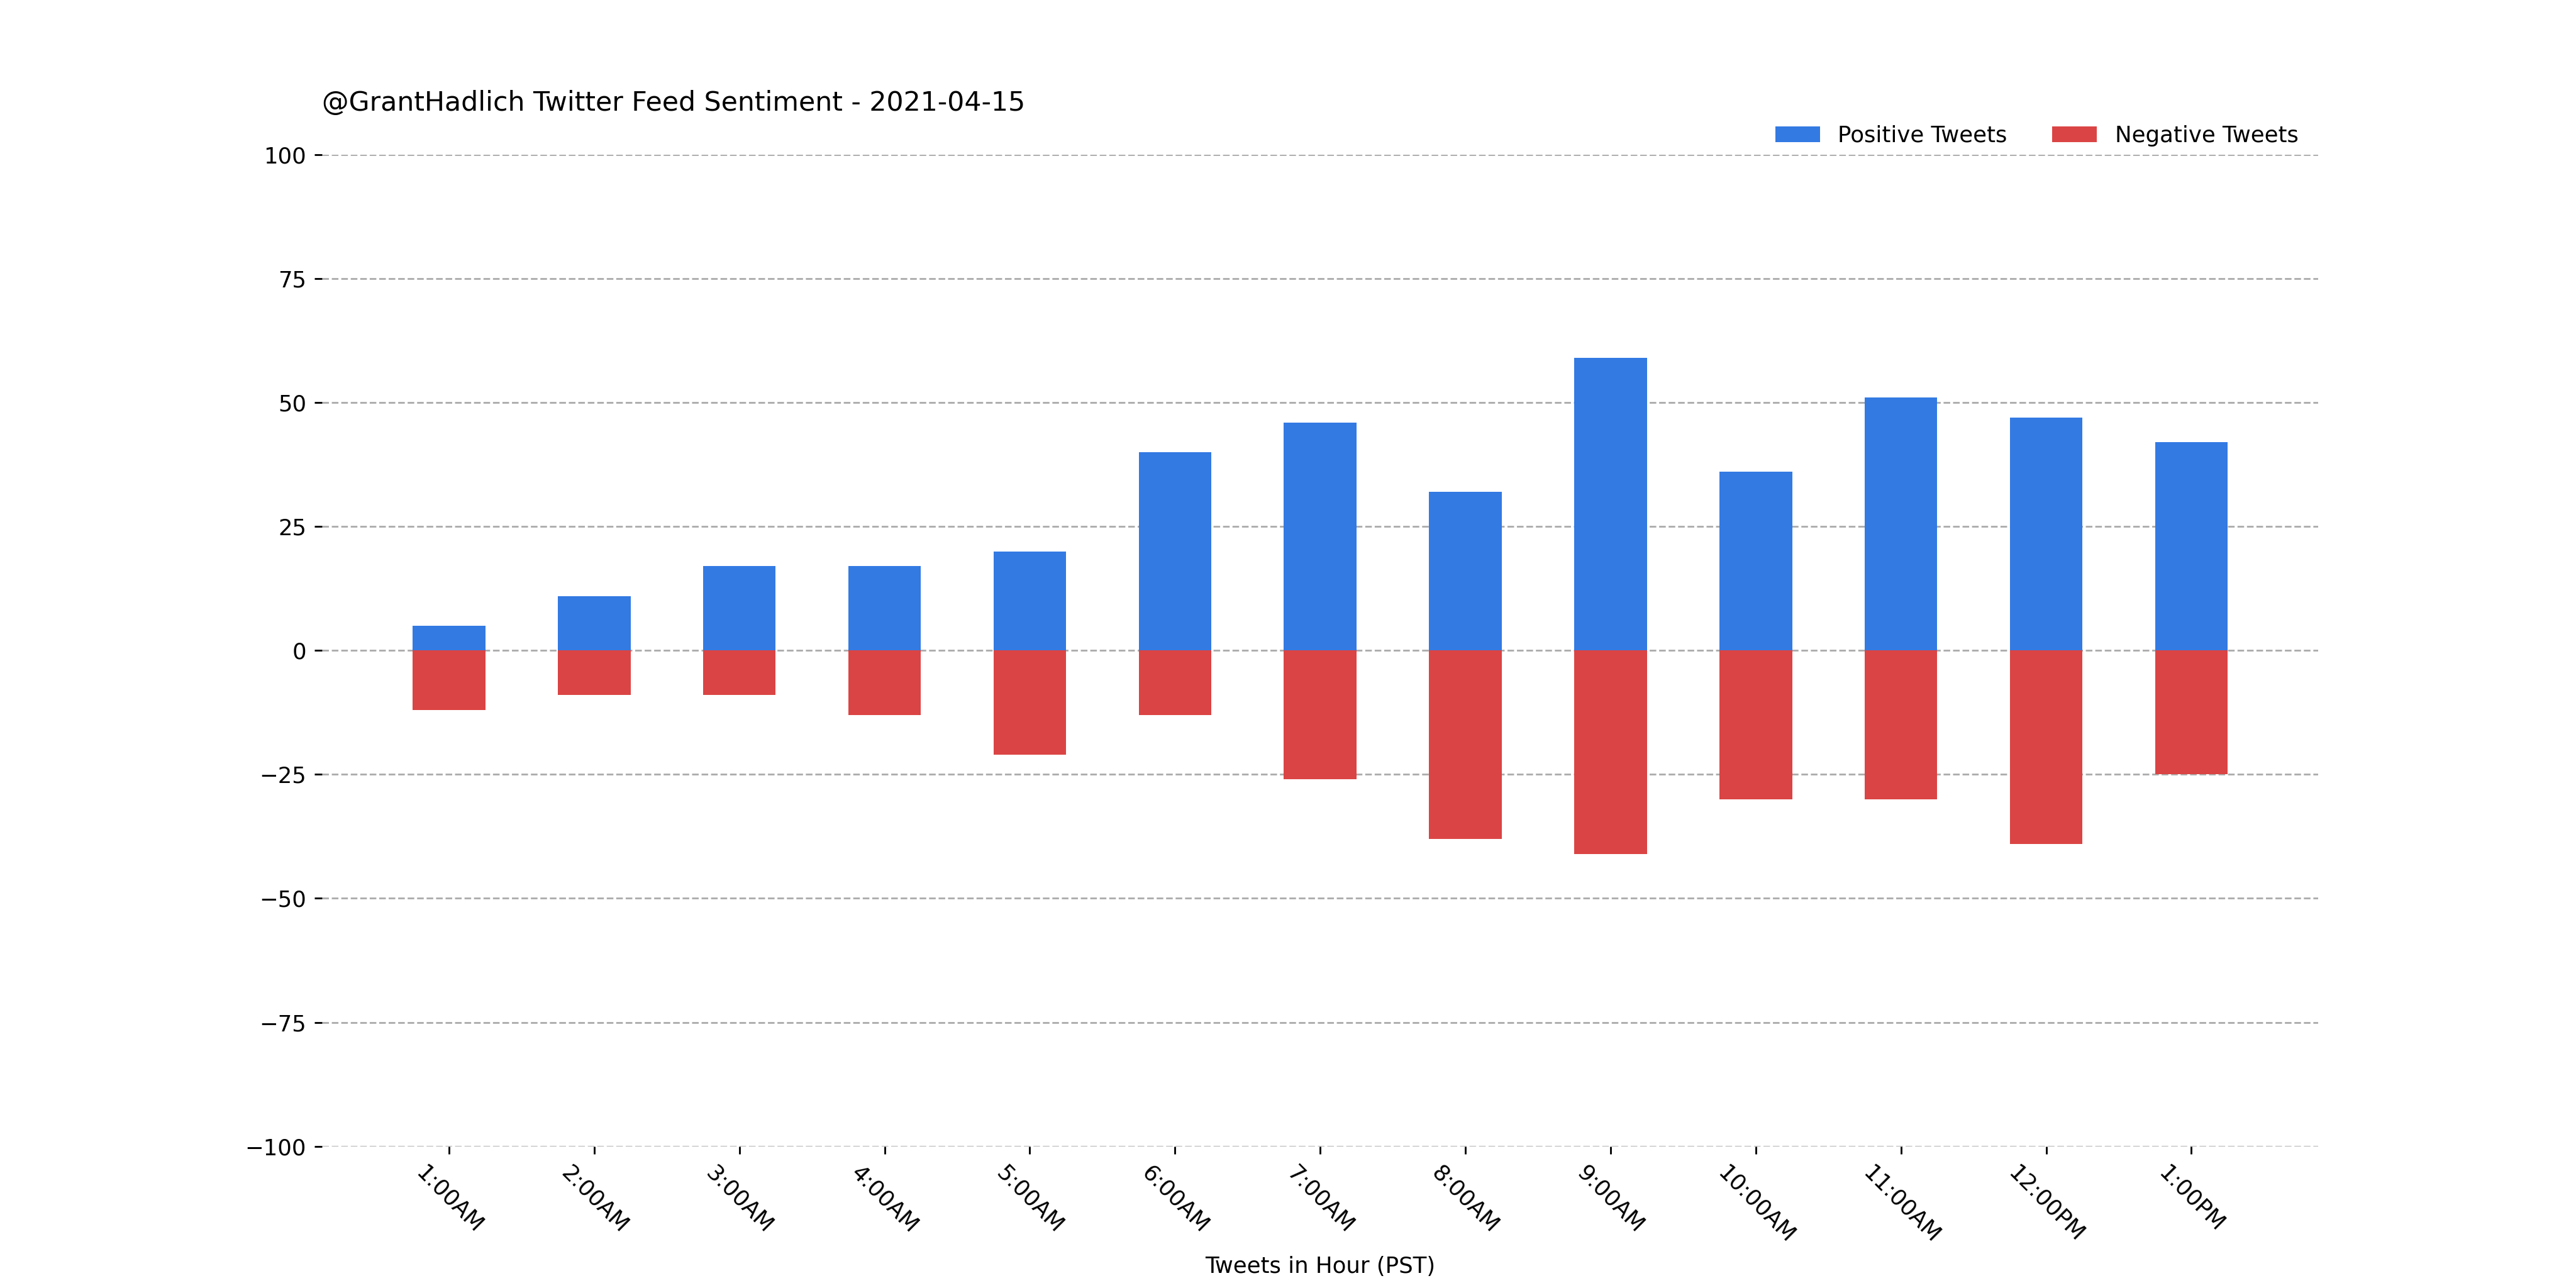 @GrantHadlich Twitter Feed Sentiment - 2021-04-15
Positive Tweets
Negative Tweets
100
75
50
25
0
−25
−50
−75
−100
1:00AM
2:00AM
3:00AM
4:00AM
5:00AM
6:00AM
7:00AM
8:00AM
9:00AM
10:00AM
11:00AM
12:00PM
1:00PM
Tweets in Hour (PST)